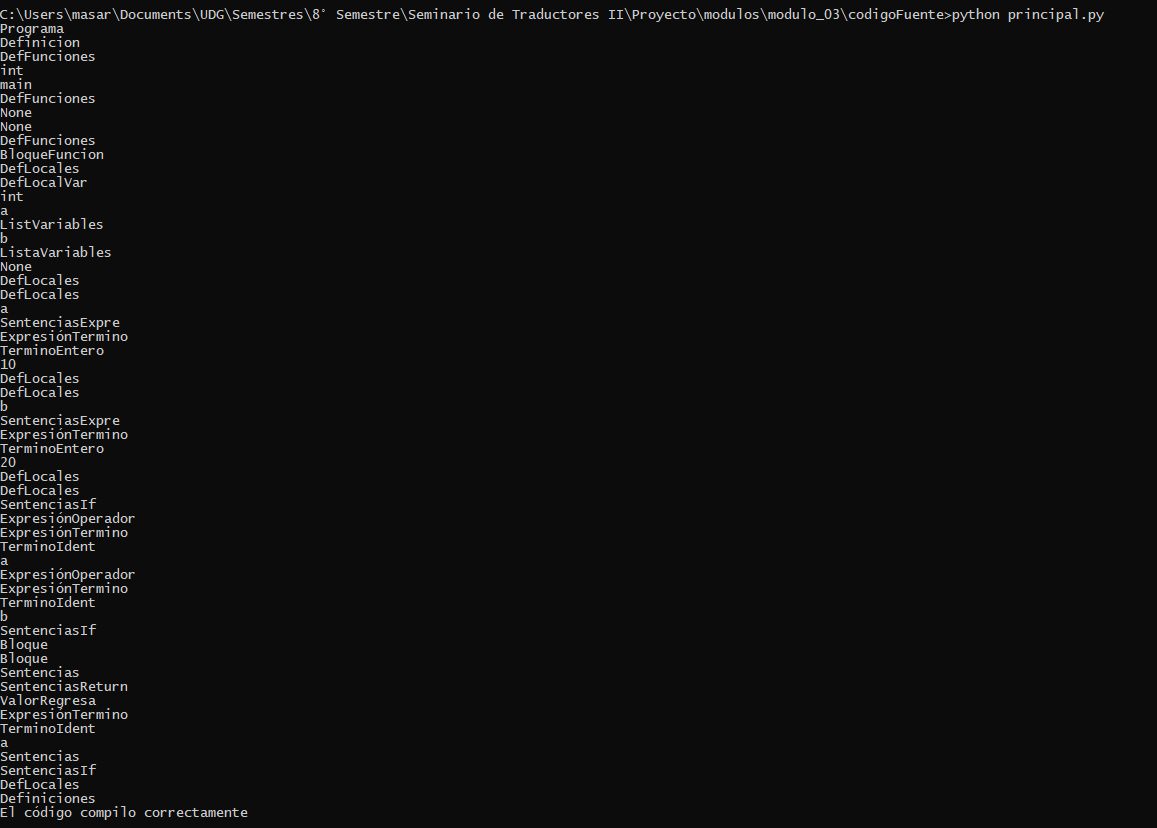 C:\Users\masar\Documents\UDG\Semestres\8° Semestre\Seminario de Traductores II\Proyecto\modulos\modulo_03\codigoFuente>python principal.py
Programa
Definicion
DefFunciones
int
main
DefFunciones
None
None
DefFunciones
BloqueFuncion
DefLocales
DefLocalVar
int
a
ListVariables
b
ListaVariables
None
DefLocales
DefLocales
a
SentenciasExpre
ExpresiónTermino
TerminoEntero
10
DefLocales
DefLocales
b
SentenciasExpre
ExpresiónTermino
TerminoEntero
20
DefLocales
DefLocales
SentenciasIf
ExpresiónOperador
ExpresiónTermino
TerminoIdent
a
ExpresiónOperador
ExpresiónTermino
TerminoIdent
b
SentenciasIf
Bloque
Bloque
Sentencias
SentenciasReturn
ValorRegresa
ExpresiónTermino
TerminoIdent
a
Sentencias
SentenciasIf
DefLocales
Definiciones
El código compilo correctamente